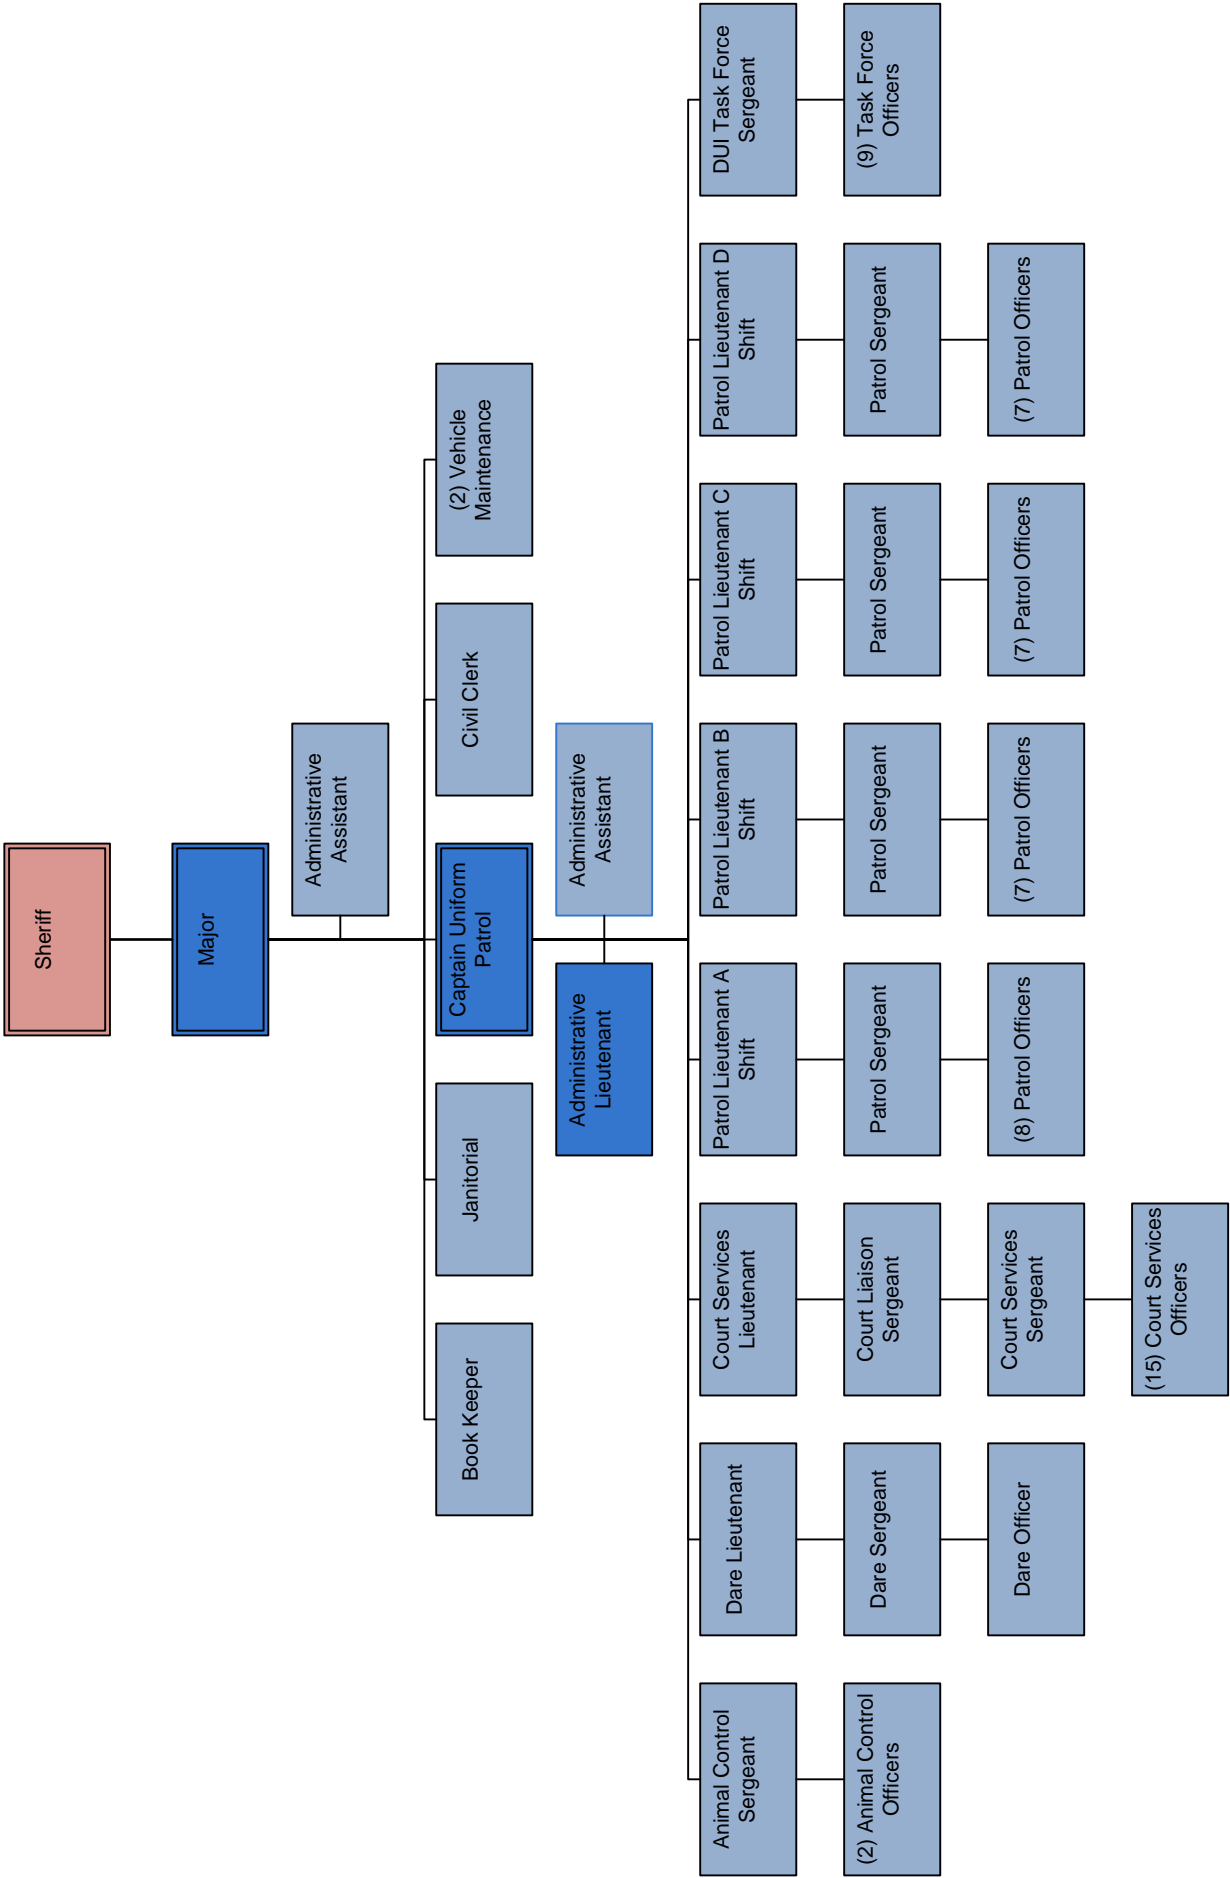 Sheriff
Major
Administrative
Assistant
Book Keeper
Janitorial
Captain Uniform
Patrol
Civil Clerk
(2) Vehicle
Maintenance
Administrative
Lieutenant
Administrative
Assistant
Animal Control
Sergeant
Dare Lieutenant
Court Services
Lieutenant
Patrol Lieutenant A
Shift
Patrol Lieutenant B
Shift
Patrol Lieutenant C
Shift
Patrol Lieutenant D
Shift
DUI Task Force
Sergeant
(2) Animal Control
Officers
Dare Sergeant
Court Liaison
Sergeant
Patrol Sergeant
Patrol Sergeant
Patrol Sergeant
Patrol Sergeant
(9) Task Force
Officers
Dare Officer
Court Services
Sergeant
(8) Patrol Officers
(7) Patrol Officers
(7) Patrol Officers
(7) Patrol Officers
(15) Court Services
Officers